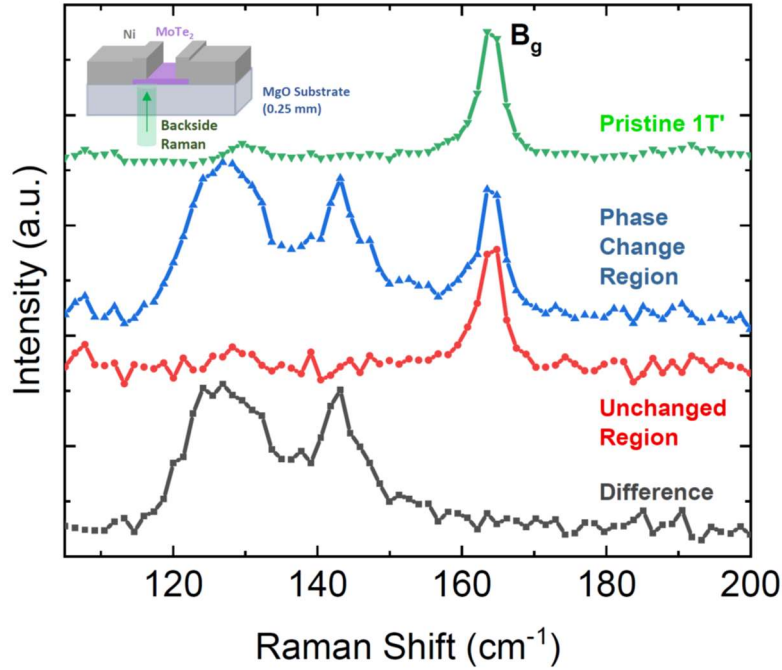 Ni
MoTe₂
MgO Substrate
(0.25 mm)
Backside
Raman
B_g
Pristine 1T'
Phase
Change
Region
Unchanged
Region
Difference
Intensity (a.u.)
120 140 160 180 200
Raman Shift (cm⁻¹)